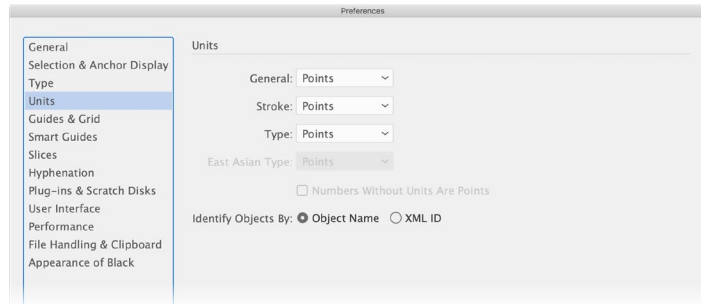 Preferences
General
Selection & Anchor Display
Type
Units
Guides & Grid
Smart Guides
Slices
Hyphenation
Plug-ins & Scratch Disks
User Interface
Performance
File Handling & Clipboard
Appearance of Black
Units
General: Points
Stroke: Points
Type: Points
East Asian Type: Points
Numbers Without Units Are Points
Identify Objects By: Object Name XML ID